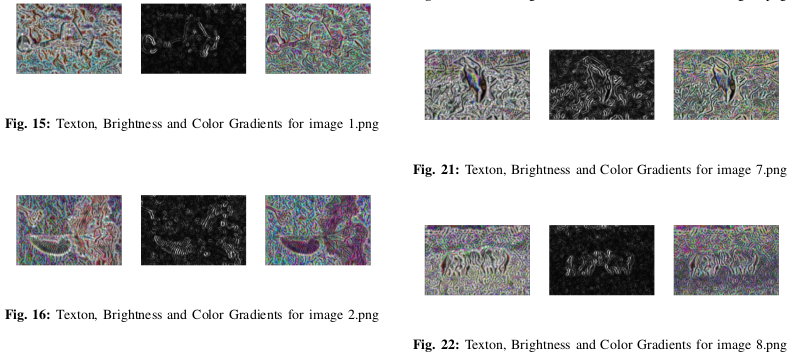 Fig. 15: Texton, Brightness and Color Gradients for image 1.png
Fig. 16: Texton, Brightness and Color Gradients for image 2.png
Fig. 21: Texton, Brightness and Color Gradients for image 7.png
Fig. 22: Texton, Brightness and Color Gradients for image 8.png